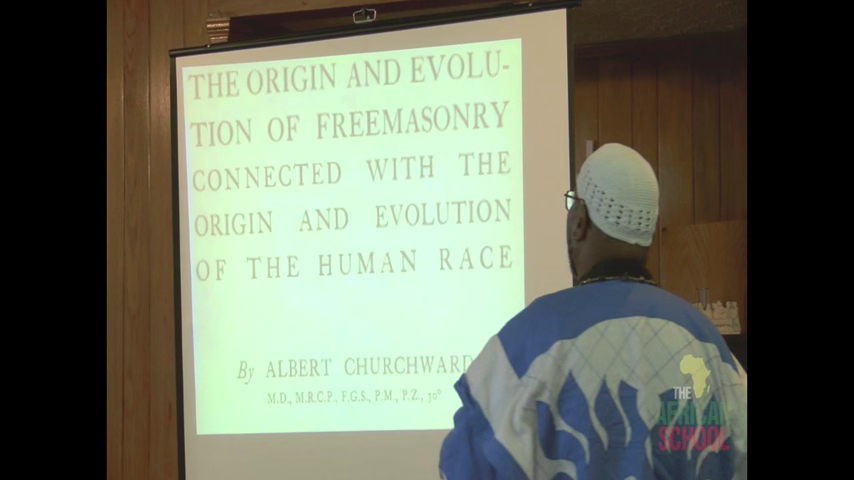 THE ORIGIN AND EVOLU-
TION OF FREEMASONRY
CONNECTED WITH THE
ORIGIN AND EVOLUTION
OF THE HUMAN RACE
By ALBERT CHURCHWARD
M.D., M.R.C.P., F.G.S., P.M., P.Z., 30°
THE
AFRICAN
SCHOOL